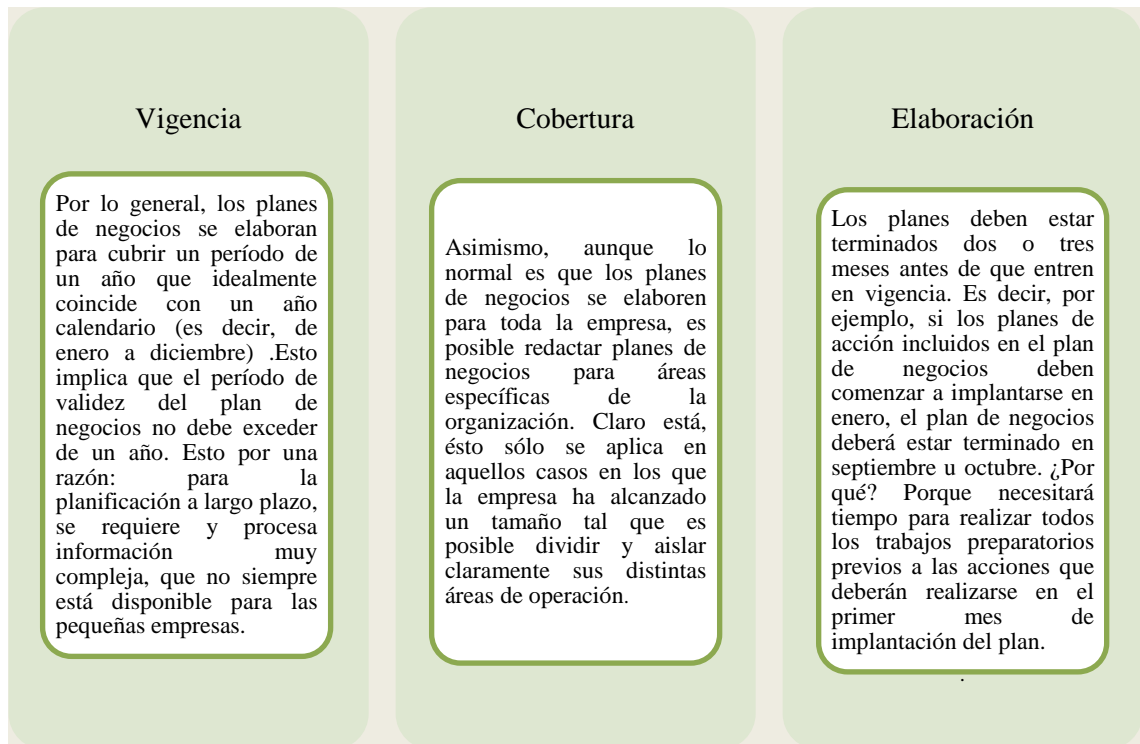 Vigencia
Por lo general, los planes
de negocios se elaboran
para cubrir un período de
un año que idealmente
coincide con un año
calendario (es decir, de
enero a diciembre) .Esto
implica que el período de
validez del plan de
negocios no debe exceder
de un año. Esto por una
razón: para la
planificación a largo plazo,
se requiere y procesa
información muy
compleja, que no siempre
está disponible para las
pequeñas empresas.
Cobertura
Asimismo, aunque lo
normal es que los planes
de negocios se elaboren
para toda la empresa, es
posible redactar planes de
negocios para áreas
específicas de la
organización. Claro está,
ésto sólo se aplica en
aquellos casos en los que
la empresa ha alcanzado
un tamaño tal que es
posible dividir y aislar
claramente sus distintas
áreas de operación.
Elaboración
Los planes deben estar
terminados dos o tres
meses antes de que entren
en vigencia. Es decir, por
ejemplo, si los planes de
acción incluidos en el plan
de negocios deben
comenzar a implantarse en
enero, el plan de negocios
deberá estar terminado en
septiembre u octubre. ¿Por
qué? Porque necesitará
tiempo para realizar todos
los trabajos preparatorios
previos a las acciones que
deberán realizarse en el
primer mes de
implantación del plan.
.